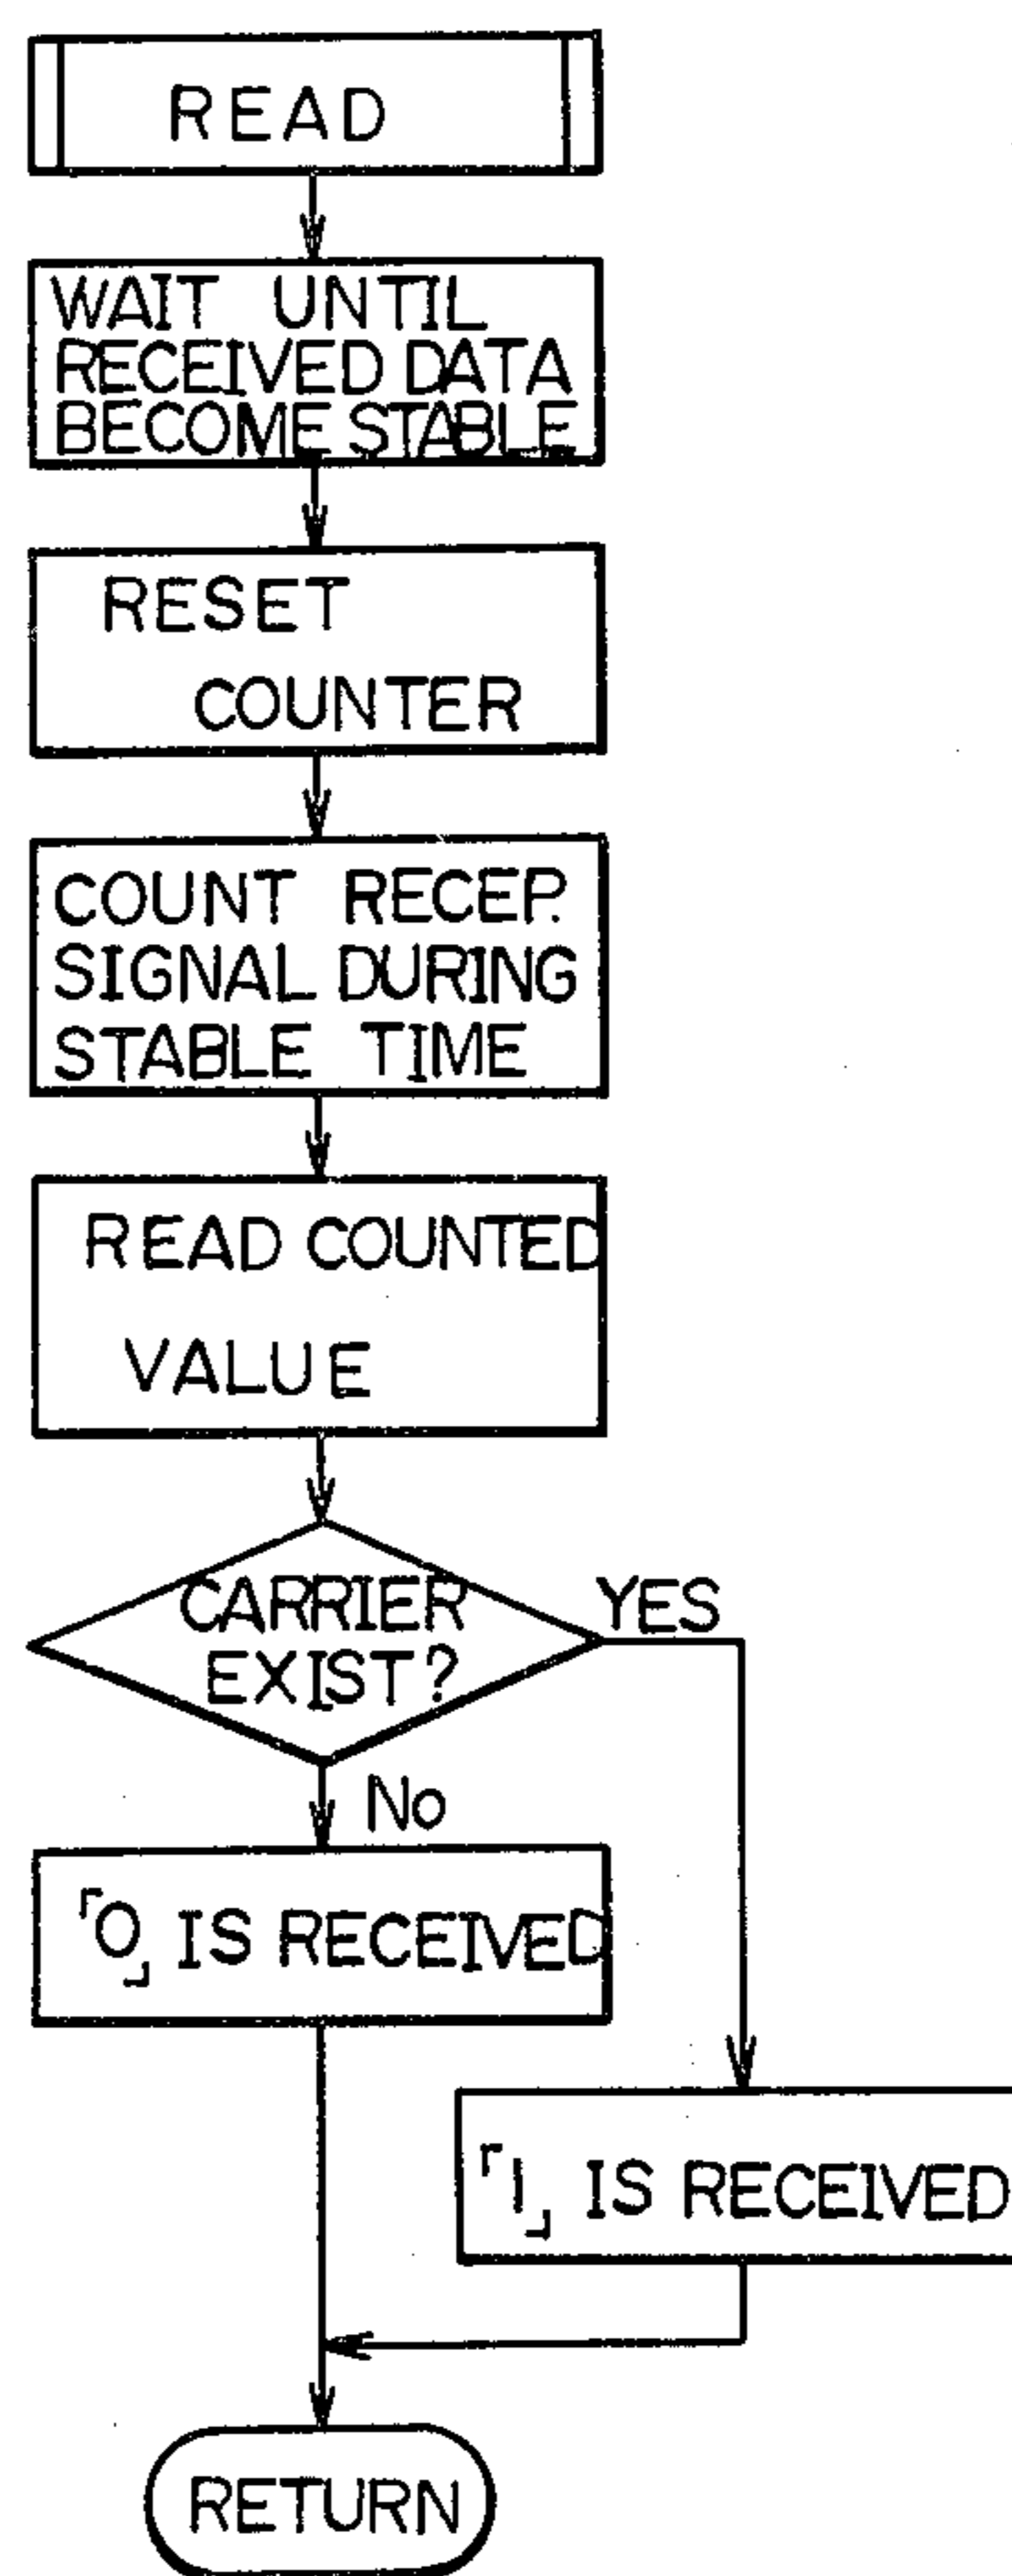 READ
WAIT UNTIL
RECEIVED DATA
BECOME STABLE
RESET
COUNTER
COUNT RECEP.
SIGNAL DURING
STABLE TIME
READ COUNTED
VALUE
CARRIER
EXIST?
YES
No
「0」 IS RECEIVED
「1」 IS RECEIVED
RETURN